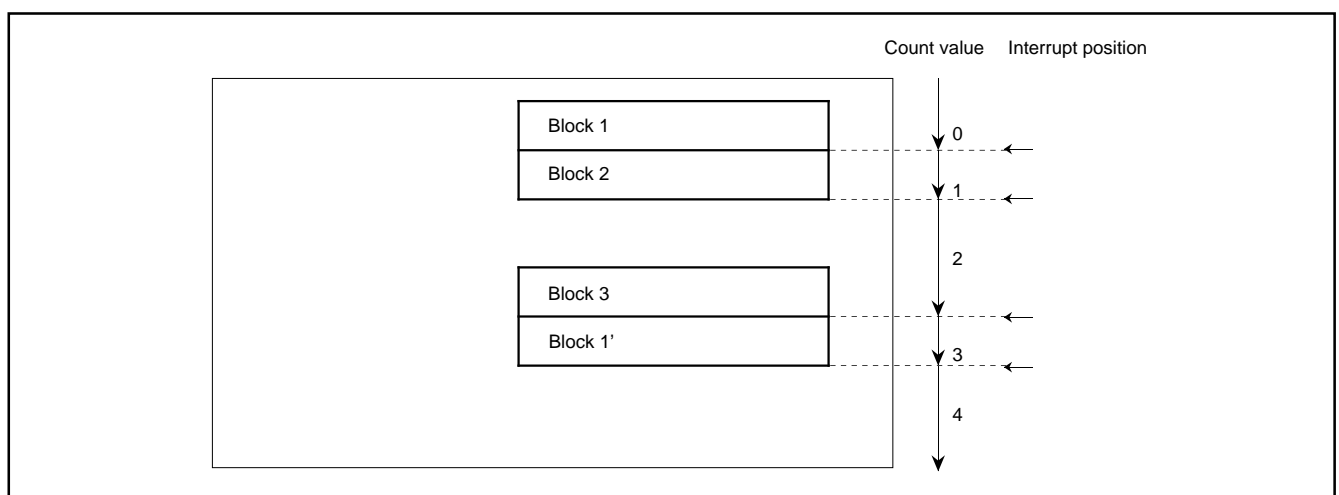 Count value Interrupt position
Block 1
0
Block 2
1
2
Block 3
Block 1’
3
4